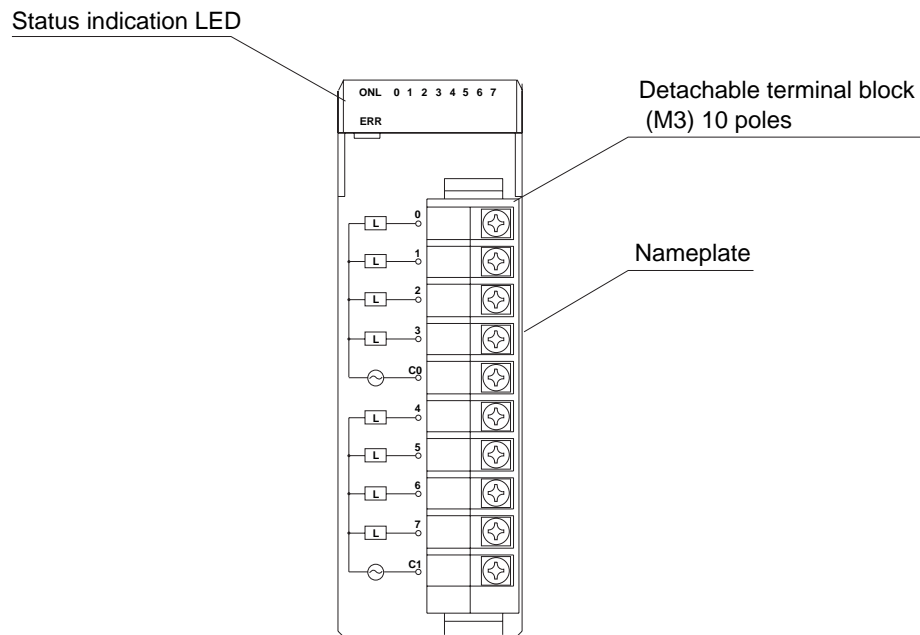 Status indication LED
ONL 0 1 2 3 4 5 6 7
ERR
Detachable terminal block
(M3) 10 poles
Nameplate
L 0
L 1
L 2
L 3
C0
L 4
L 5
L 6
L 7
C1